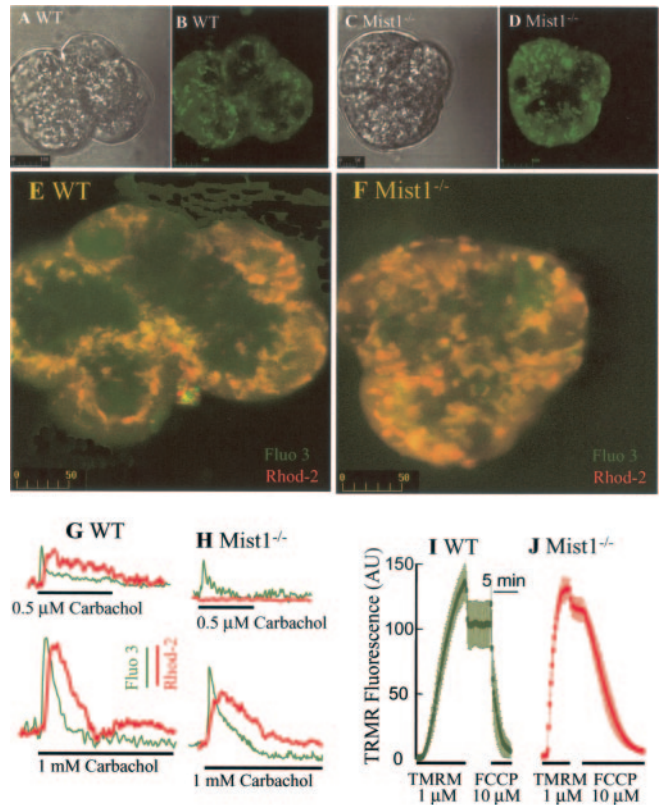 A WT
B WT
C Mist1-/-
D Mist1-/-
E WT
F Mist1-/-
Fluo 3
Rhod-2
50
Fluo 3
Rhod-2
50
G WT
H Mist1-/-
0.5 µM Carbachol
0.5 µM Carbachol
Fluo 3
Rhod-2
1 mM Carbachol
1 mM Carbachol
I WT
J Mist1-/-
5 min
TRMR Fluorescence (AU)
150
100
50
0
TMRM
1 µM
FCCP
10 µM
TMRM
1 µM
FCCP
10 µM